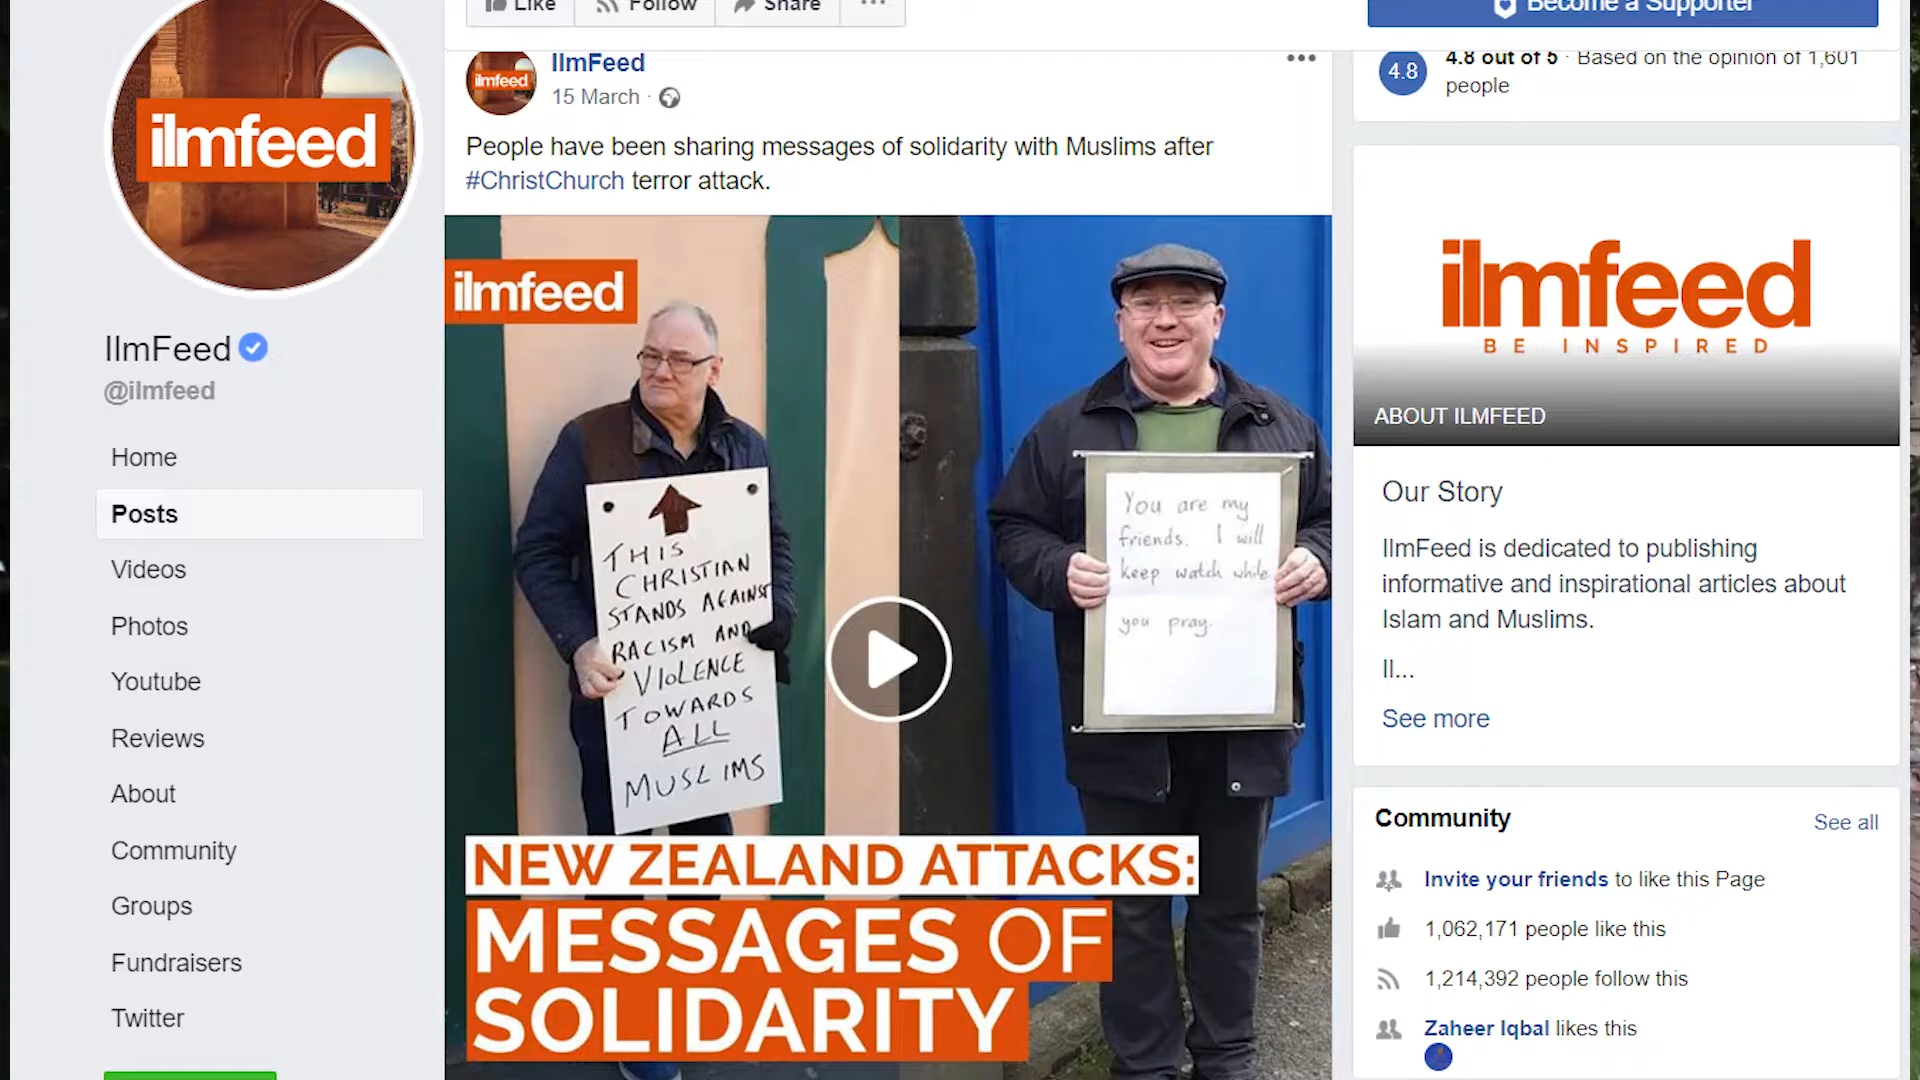 Like
Follow
Share
Become a Supporter
ilmfeed
IlmFeed
@ilmfeed
Home
Posts
Videos
Photos
Youtube
Reviews
About
Community
Groups
Fundraisers
Twitter
ilmfeed
IlmFeed
15 March ·
People have been sharing messages of solidarity with Muslims after
#ChristChurch terror attack.
ilmfeed
THIS
CHRISTIAN
STANDS AGAINST
RACISM AND
VIOLENCE
TOWARDS
ALL
MUSLIMS
You are my
friends. I will
keep watch while
you pray.
NEW ZEALAND ATTACKS:
MESSAGES OF
SOLIDARITY
4.8
4.8 out of 5 · Based on the opinion of 1,601
people
ilmfeed
BE INSPIRED
ABOUT ILMFEED
Our Story
IlmFeed is dedicated to publishing
informative and inspirational articles about
Islam and Muslims.
Il...
See more
Community
See all
Invite your friends to like this Page
1,062,171 people like this
1,214,392 people follow this
Zaheer Iqbal likes this